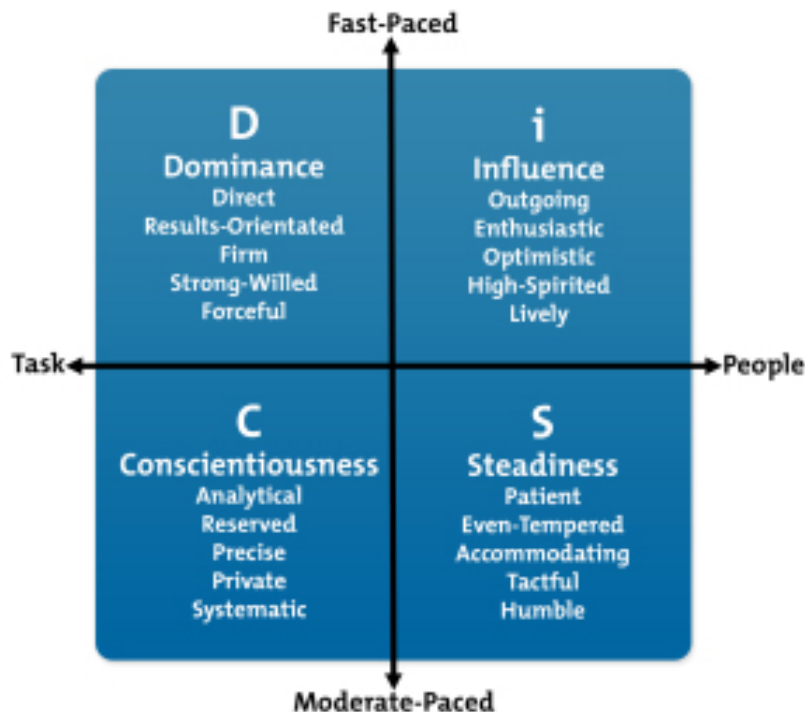 Fast-Paced
D
Dominance
Direct
Results-Orientated
Firm
Strong-Willed
Forceful
i
Influence
Outgoing
Enthusiastic
Optimistic
High-Spirited
Lively
Task
People
C
Conscientiousness
Analytical
Reserved
Precise
Private
Systematic
S
Steadiness
Patient
Even-Tempered
Accommodating
Tactful
Humble
Moderate-Paced